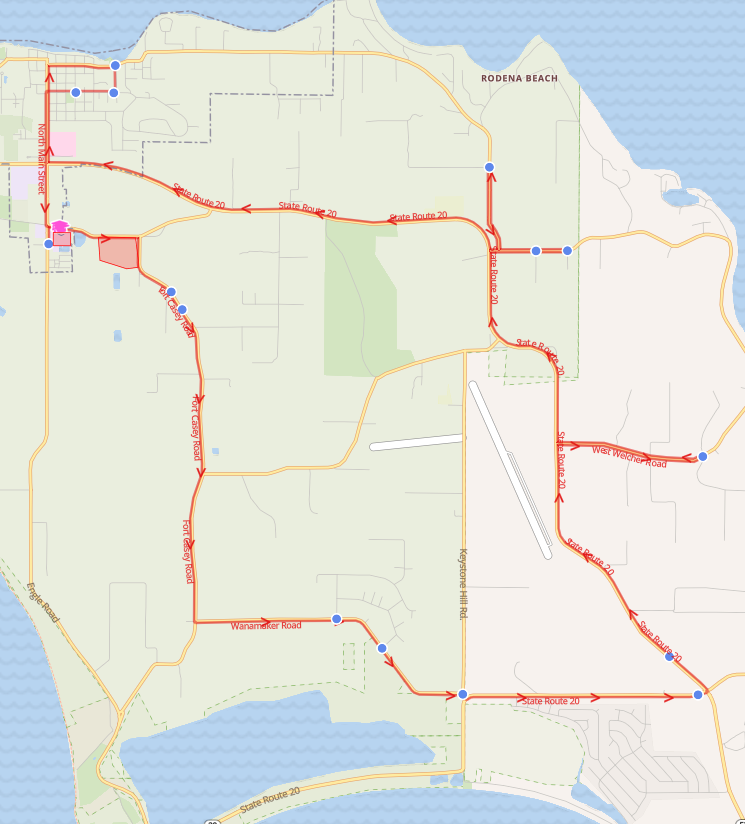 RODENA BEACH
North Main Street
State Route 20
State Route 20
State Route 20
State Route 20
State Route 20
Fort Casey Road
Fort Casey Road
State Route 20
West Welcher Road
Fort Casey Road
State Route 20
Keystone Hill Rd.
Engle Road
Wanamaker Road
State Route 20
State Route 20
State Route 20
20